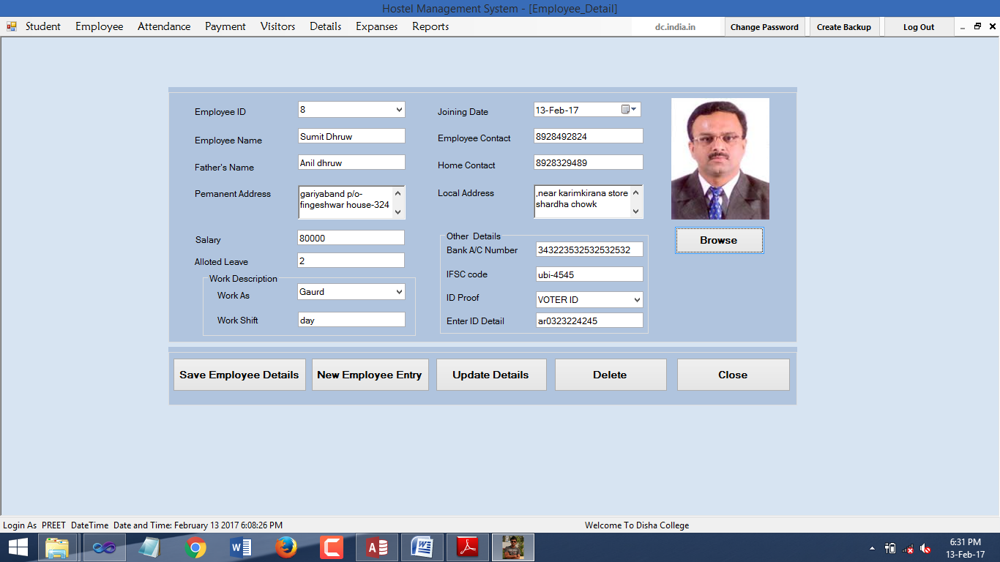 Hostel Management System - [Employee_Detail]
Student Employee Attendance Payment Visitors Details Expanses Reports dc.india.in Change Password Create Backup Log Out
Employee ID 8 Joining Date 13-Feb-17
Employee Name Sumit Dhruw Employee Contact 8928492824
Father's Name Anil dhruw Home Contact 8928329489
Pemanent Address gariyaband p/o- Local Address ,near karimkirana store
fingeshwar house-324 shardha chowk
Salary 80000 Other Details Browse
Bank A/C Number 343223532532532532
Alloted Leave 2
IFSC code ubi-4545
Work Description
Work As Gaurd ID Proof VOTER ID
Work Shift day Enter ID Detail ar0323224245
Save Employee Details New Employee Entry Update Details Delete Close
Login As PREET DateTime Date and Time: February 13 2017 6:08:26 PM Welcome To Disha College
6:31 PM
13-Feb-17